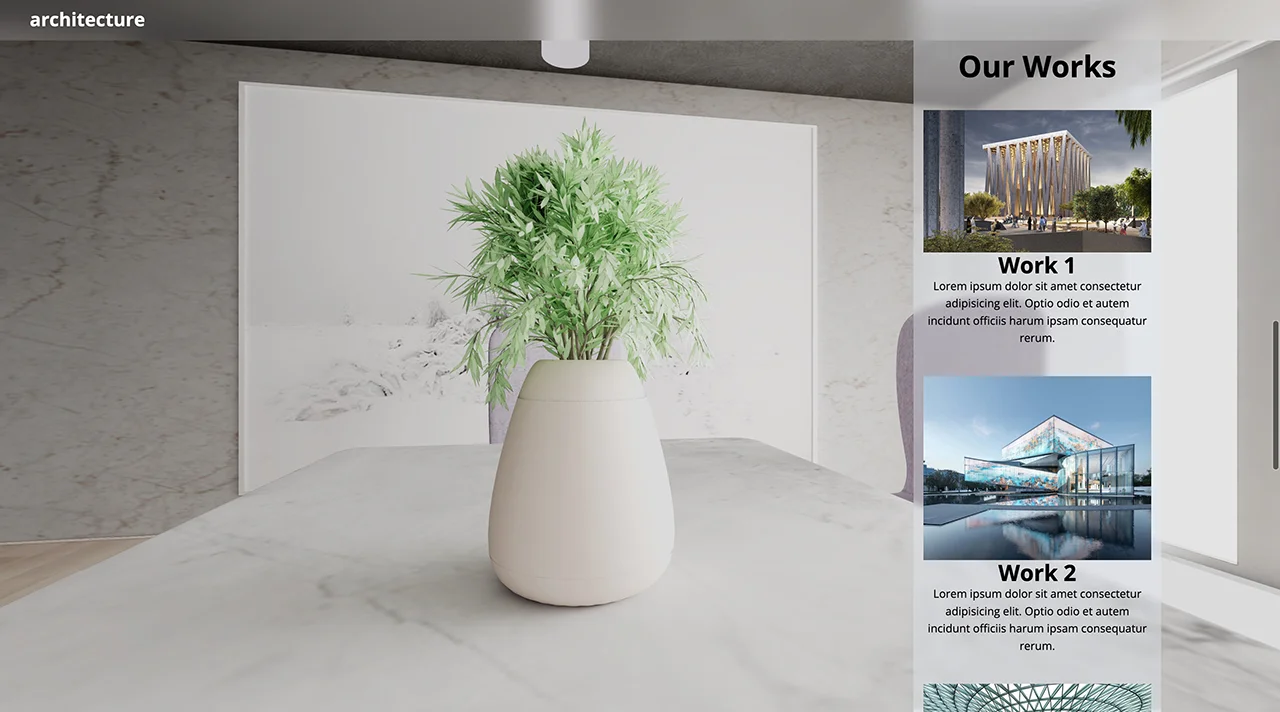 architecture
Our Works
Work 1
Lorem ipsum dolor sit amet consectetur
adipisicing elit. Optio odio et autem
incidunt officiis harum ipsam consequatur
rerum.
Work 2
Lorem ipsum dolor sit amet consectetur
adipisicing elit. Optio odio et autem
incidunt officiis harum ipsam consequatur
rerum.